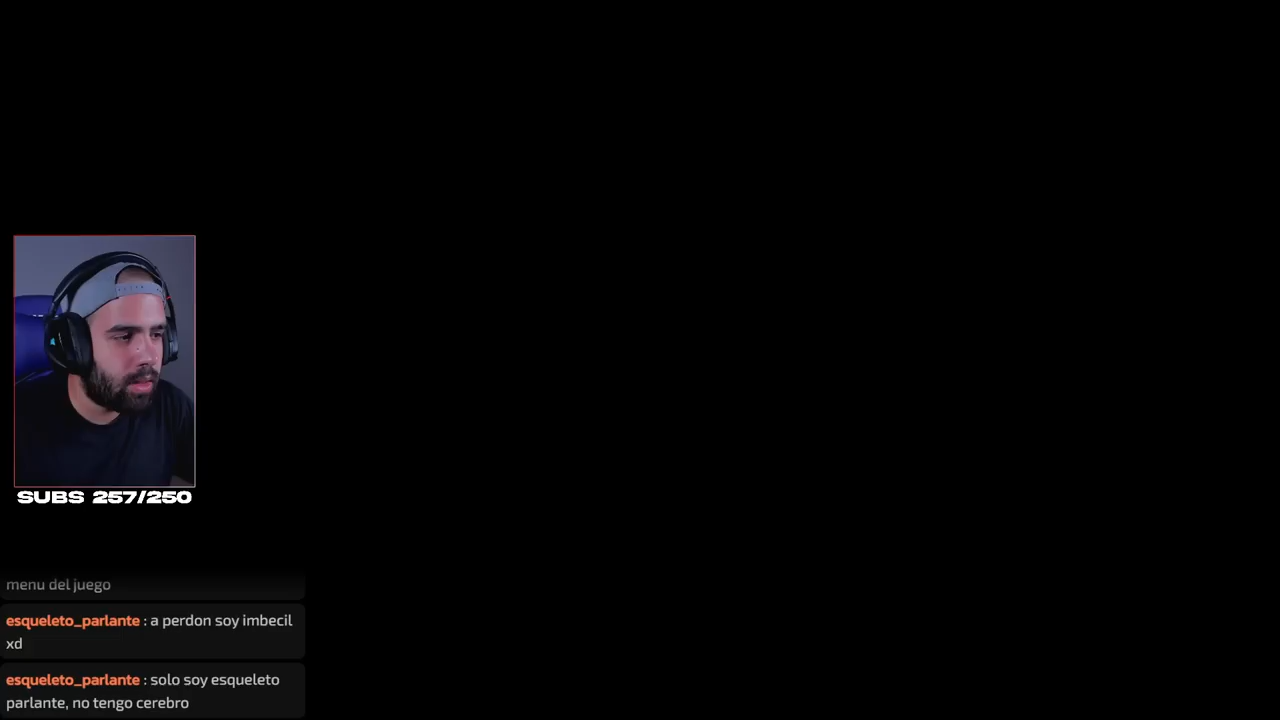 SUBS 257/250
menu del juego
esqueleto_parlante : a perdon soy imbecil
xd
esqueleto_parlante : solo soy esqueleto
parlante, no tengo cerebro